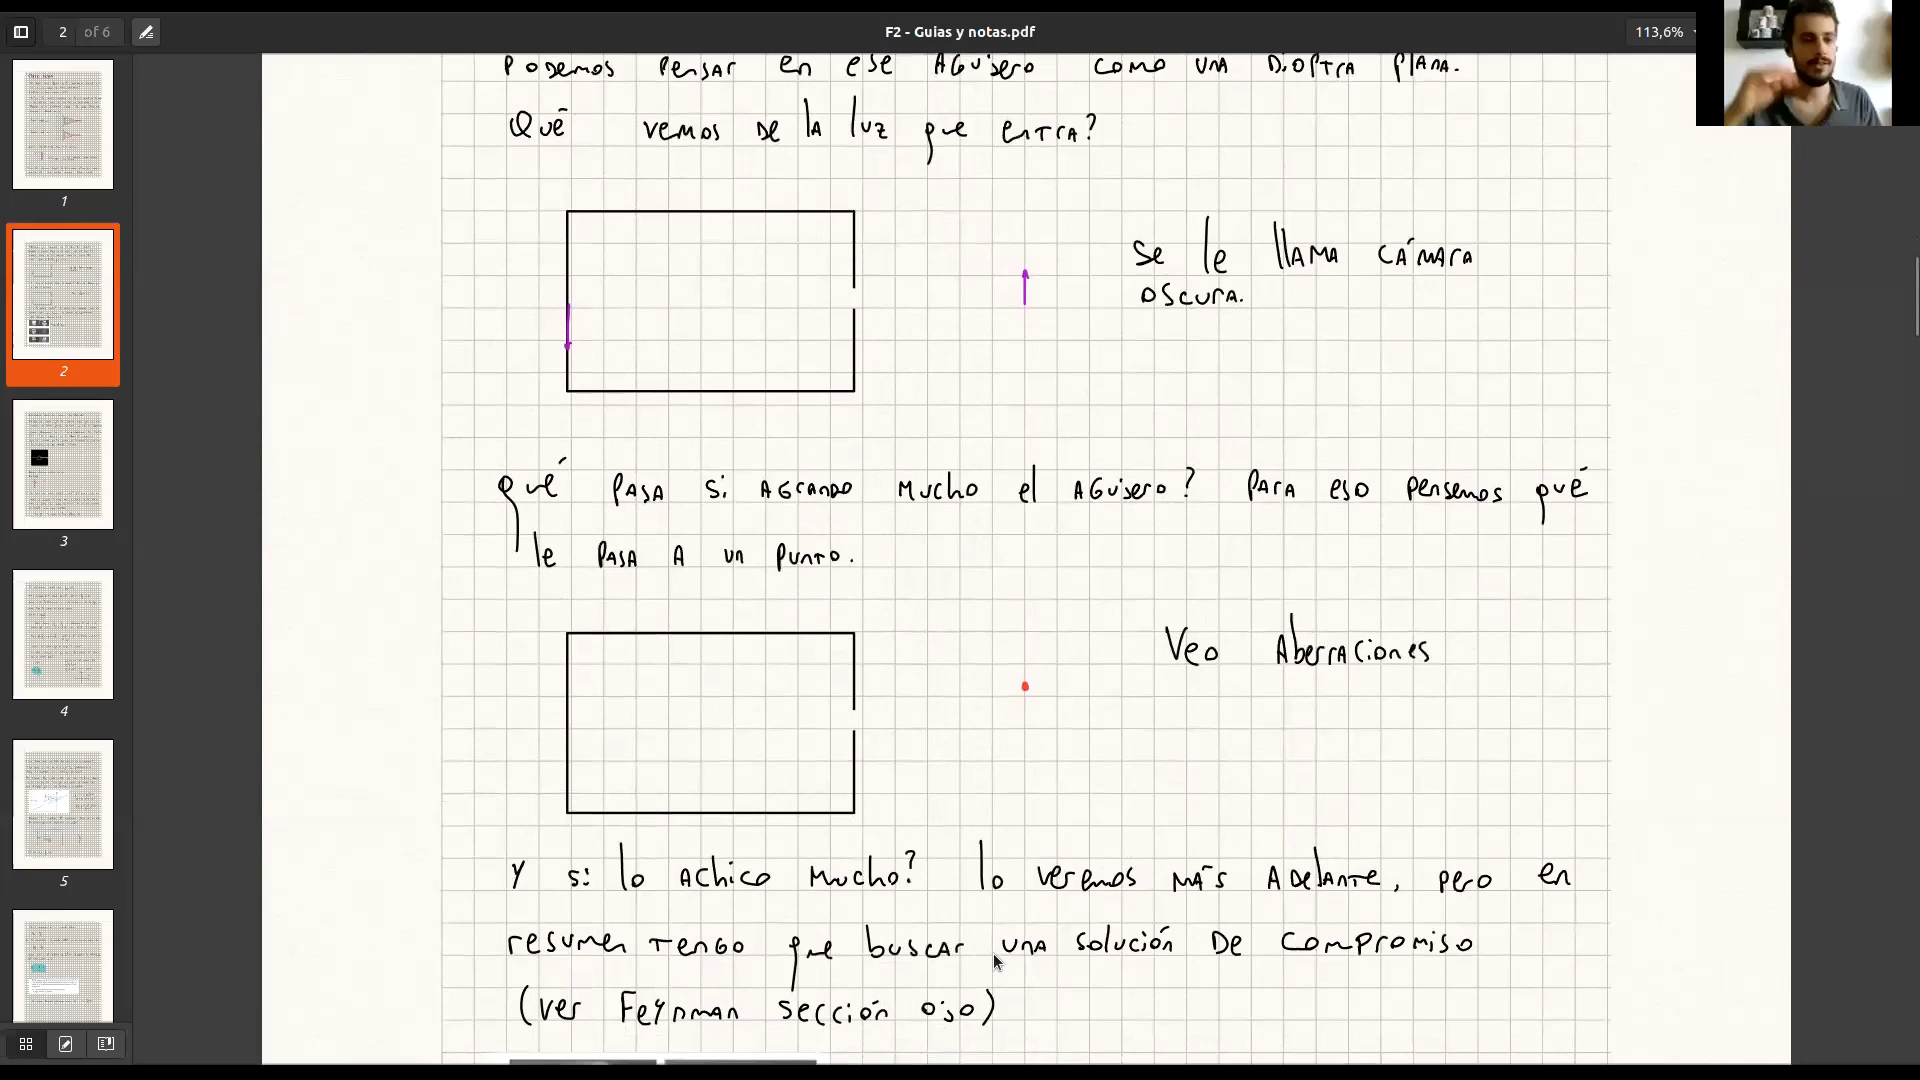 2 of 6
F2 - Guias y notas.pdf
113,6%
Podemos pensar en ese agujero como una dioptra plana.
Qué vemos de la luz que entra?
Se le llama cámara
oscura.
qué pasa si agrando mucho el agujero? Para eso pensemos qué
le pasa a un punto.
Veo Aberraciones
Y si lo achico mucho? lo veremos más adelante, pero en
resumen tengo que buscar una solución de compromiso
(ver Feynman sección ojo)
1
2
3
4
5